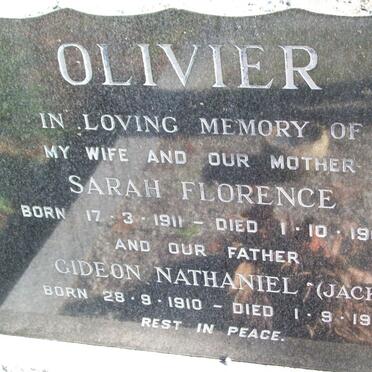 OLIVIER
IN LOVING MEMORY OF
MY WIFE AND OUR MOTHER
SARAH FLORENCE
BORN 17·3·1911 – DIED 1·10·19
AND OUR FATHER
GIDEON NATHANIEL (JACK
BORN 28·9·1910 – DIED 1·9·19
REST IN PEACE.